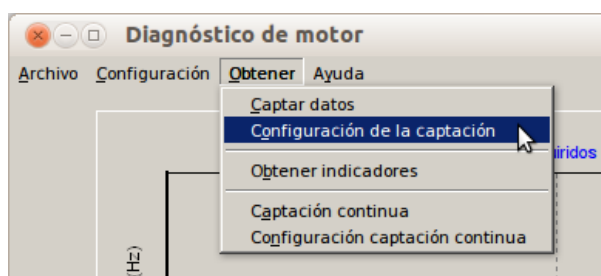 Diagnóstico de motor
Archivo Configuración Obtener Ayuda
Captar datos
Configuración de la captación
Obtener indicadores
Captación continua
Configuración captación continua
(Hz)